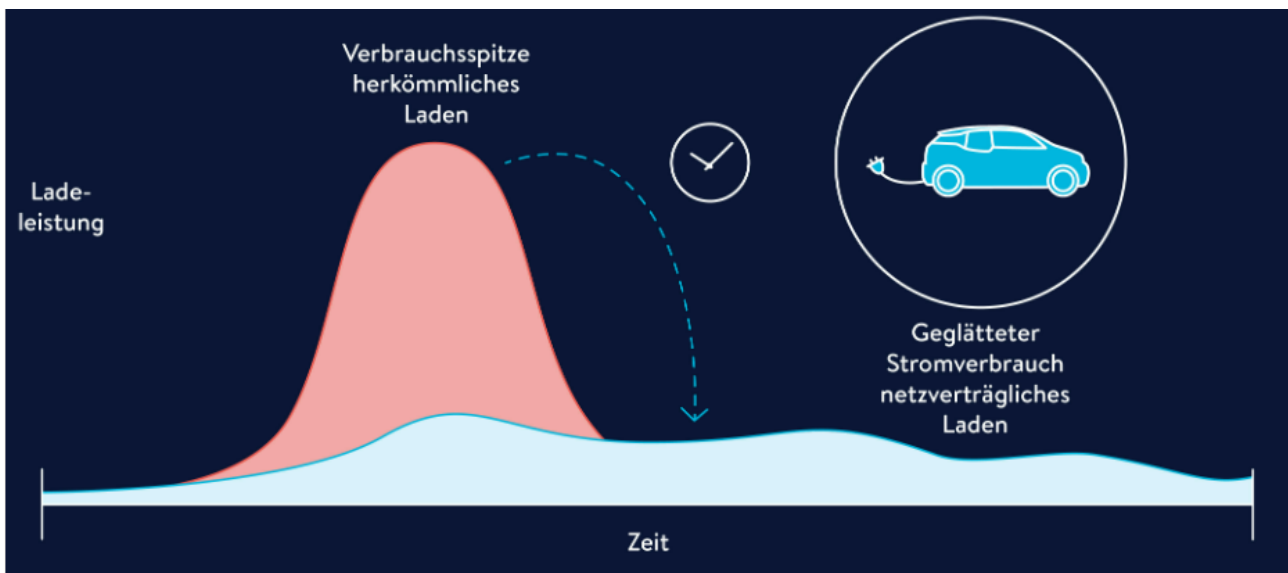 Verbrauchsspitze
herkömmliches
Laden
Lade-
leistung
Geglätteter
Stromverbrauch
netzverträgliches
Laden
Zeit